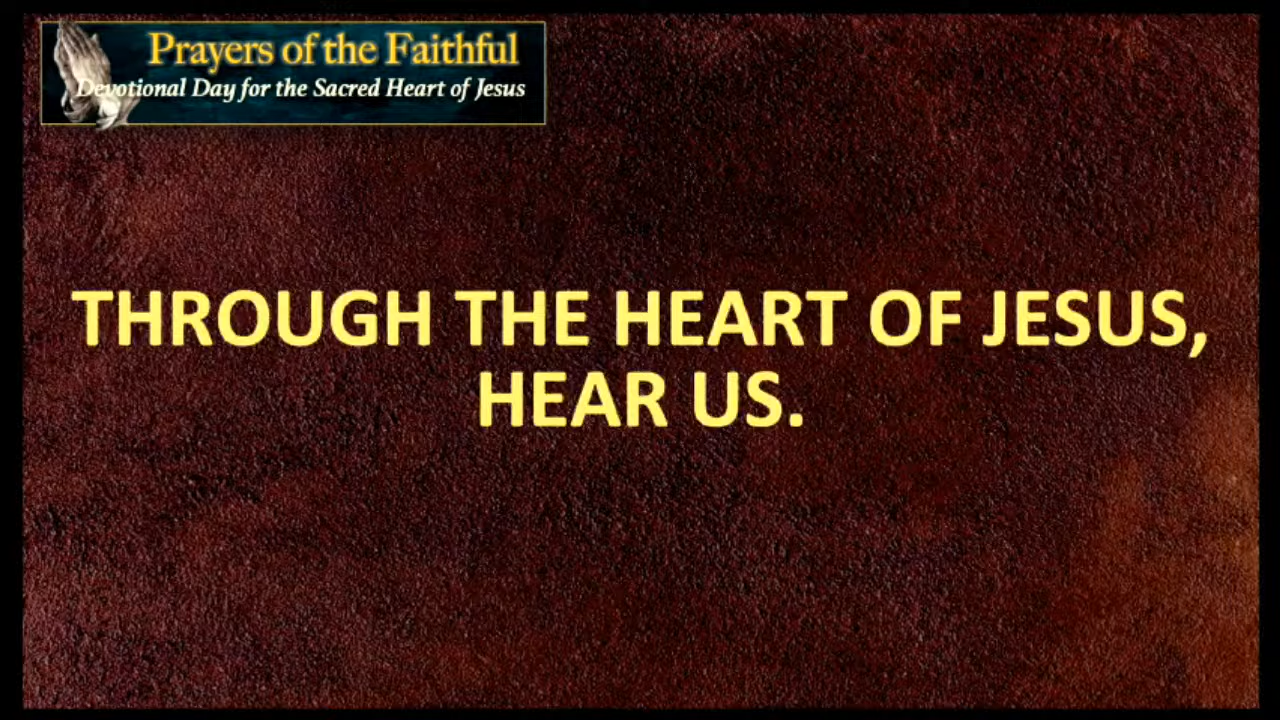 Prayers of the Faithful
Devotional Day for the Sacred Heart of Jesus
THROUGH THE HEART OF JESUS,
HEAR US.